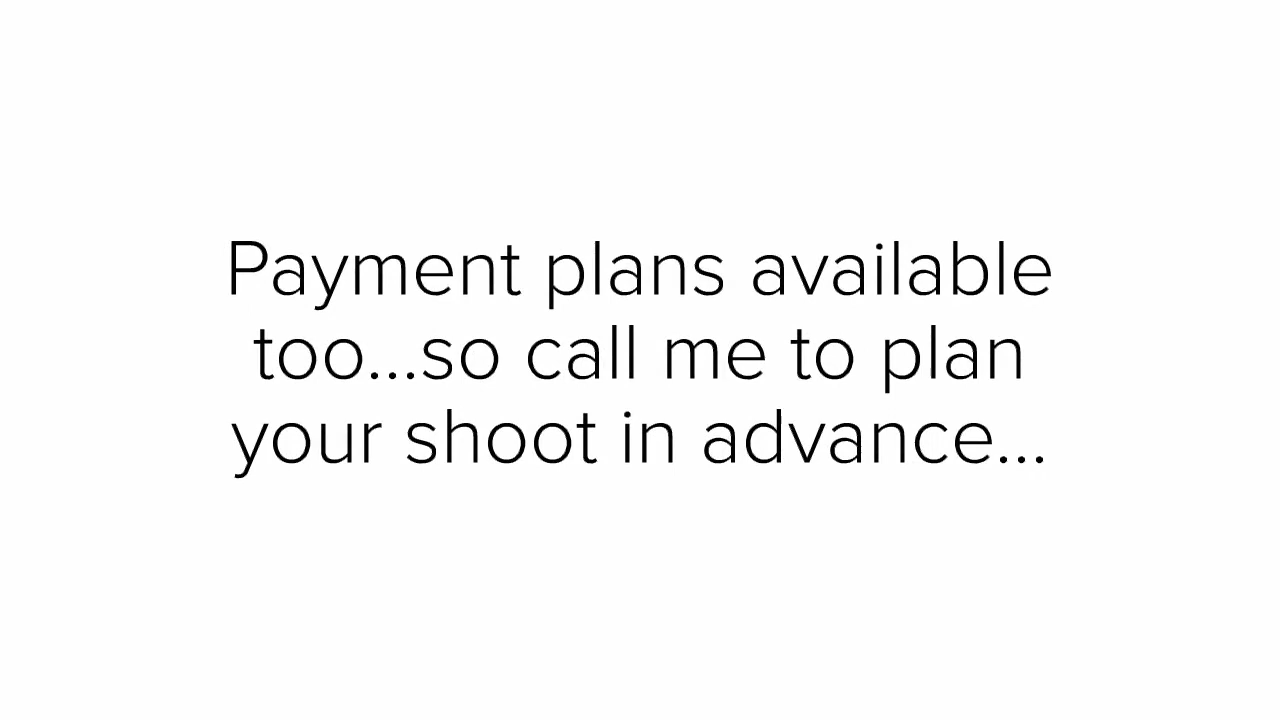 Payment plans available
too...so call me to plan
your shoot in advance...